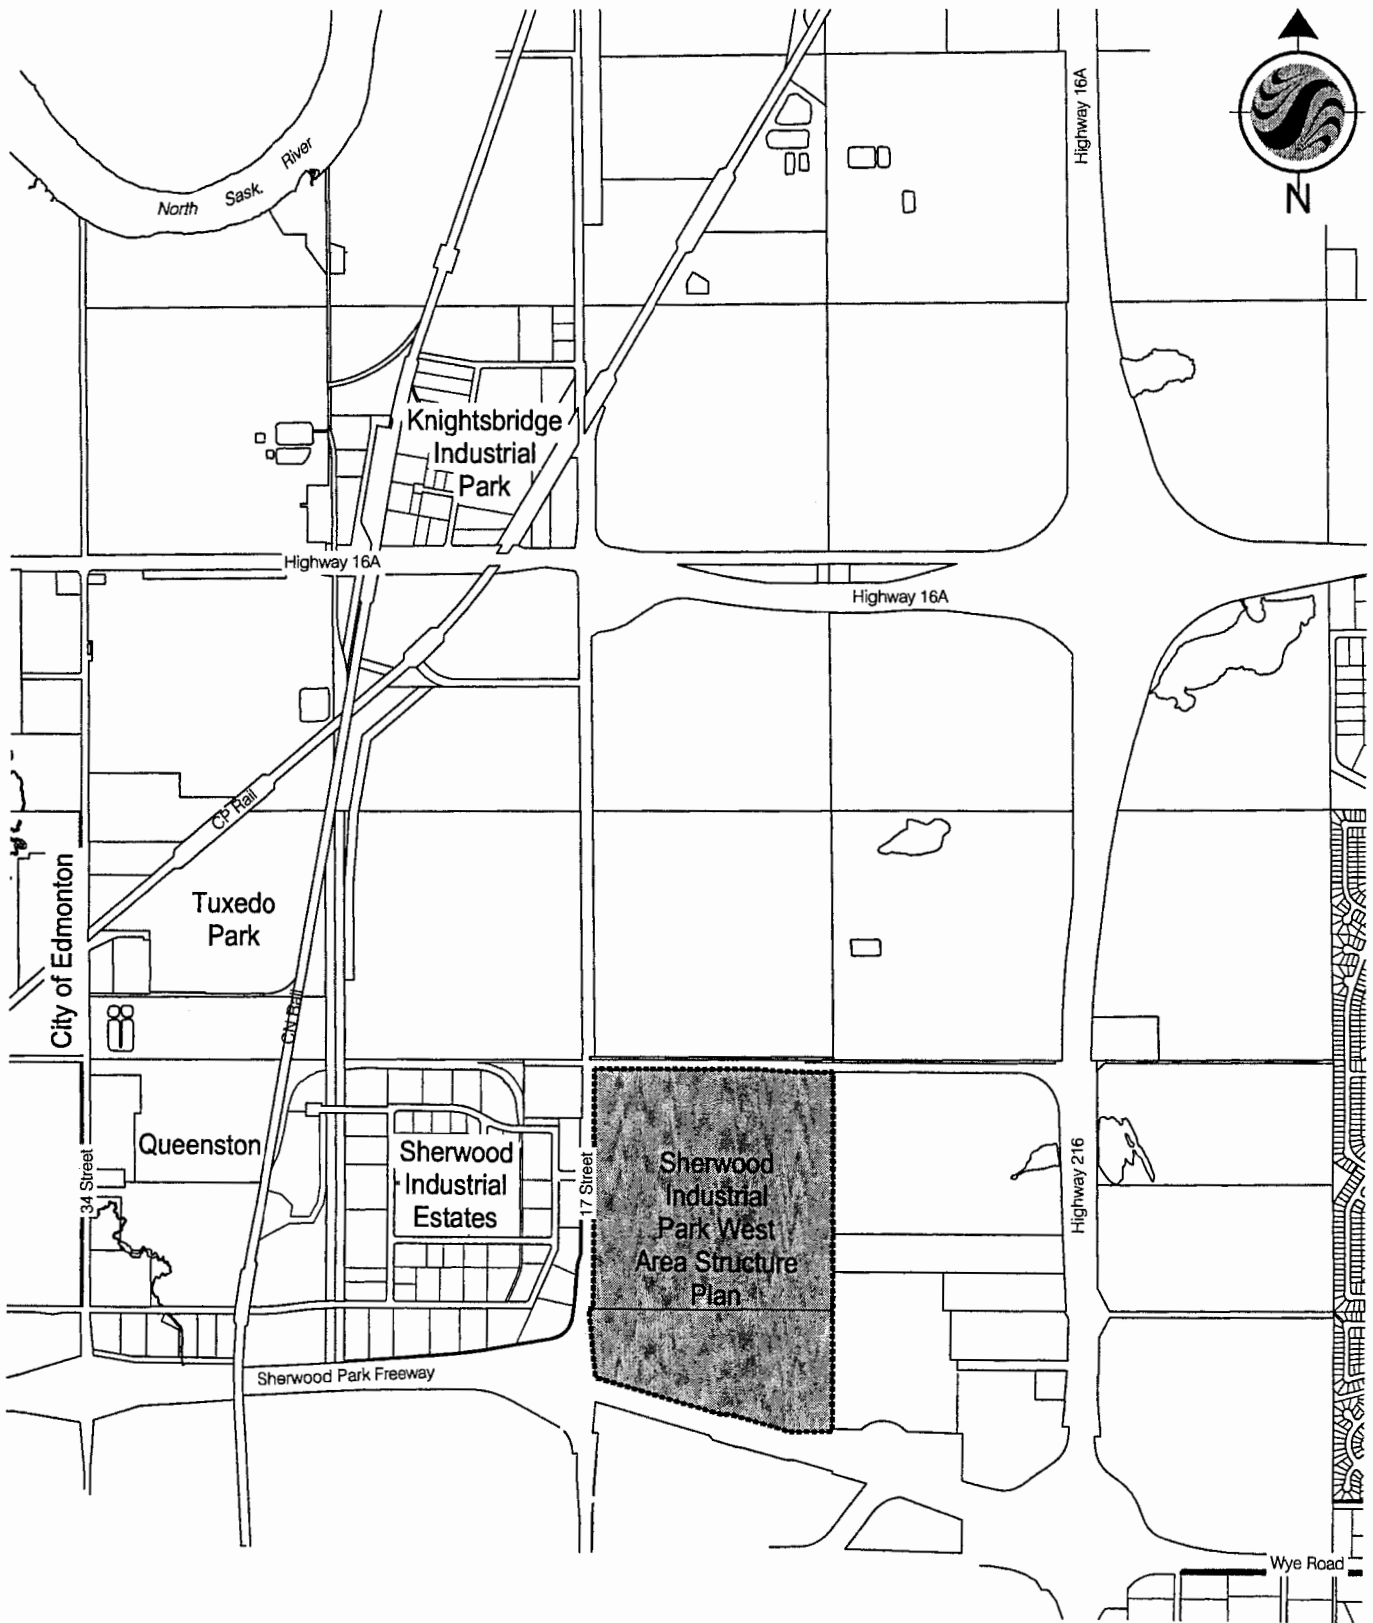 Highway 16A
River
Sask.
North
N
Knightsbridge
Industrial
Park
Highway 16A
Highway 16A
CP Rail
City of Edmonton
Tuxedo
Park
CN Rail
Queenston
34 Street
Sherwood
Industrial
Estates
17 Street
Sherwood
Industrial
Park West
Area Structure
Plan
Highway 216
Sherwood Park Freeway
Wye Road